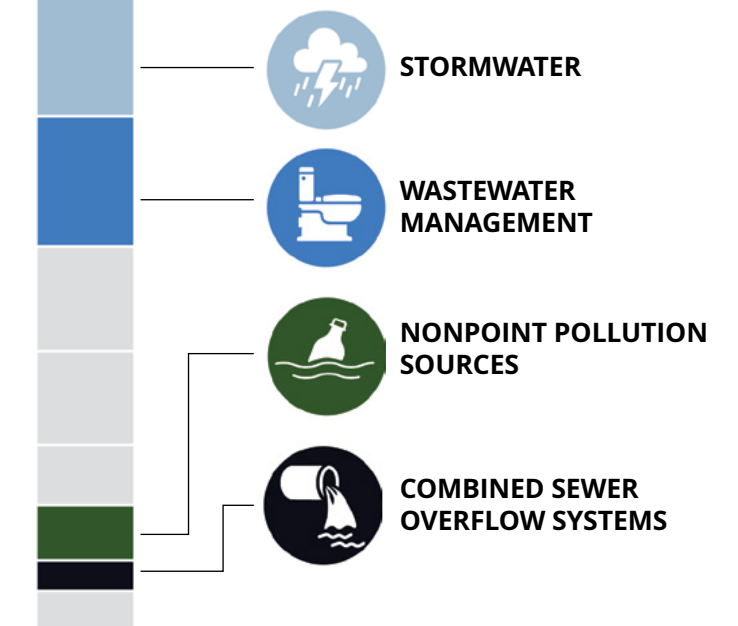 STORMWATER
WASTEWATER
MANAGEMENT
NONPOINT POLLUTION
SOURCES
COMBINED SEWER
OVERFLOW SYSTEMS